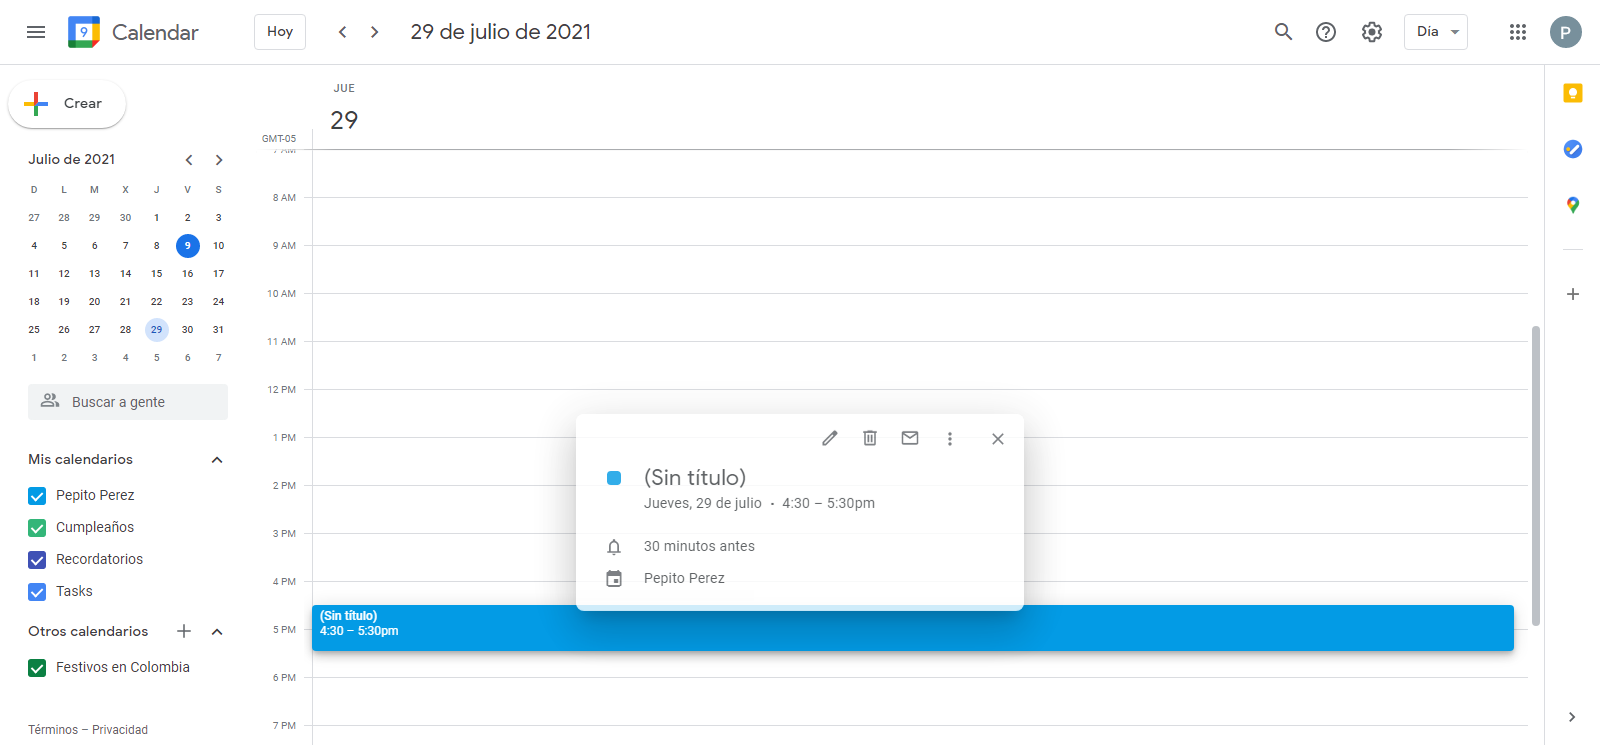 9 Calendar
Hoy
29 de julio de 2021
Día
P
Crear
Julio de 2021
D L M X J V S
27 28 29 30 1 2 3
4 5 6 7 8 9 10
11 12 13 14 15 16 17
18 19 20 21 22 23 24
25 26 27 28 29 30 31
1 2 3 4 5 6 7
Buscar a gente
Mis calendarios
Pepito Perez
Cumpleaños
Recordatorios
Tasks
Otros calendarios
Festivos en Colombia
Términos – Privacidad
JUE
29
GMT-05
7 AM
8 AM
9 AM
10 AM
11 AM
12 PM
1 PM
2 PM
3 PM
4 PM
5 PM
6 PM
7 PM
(Sin título)
Jueves, 29 de julio • 4:30 – 5:30pm
30 minutos antes
Pepito Perez
(Sin título)
4:30 – 5:30pm